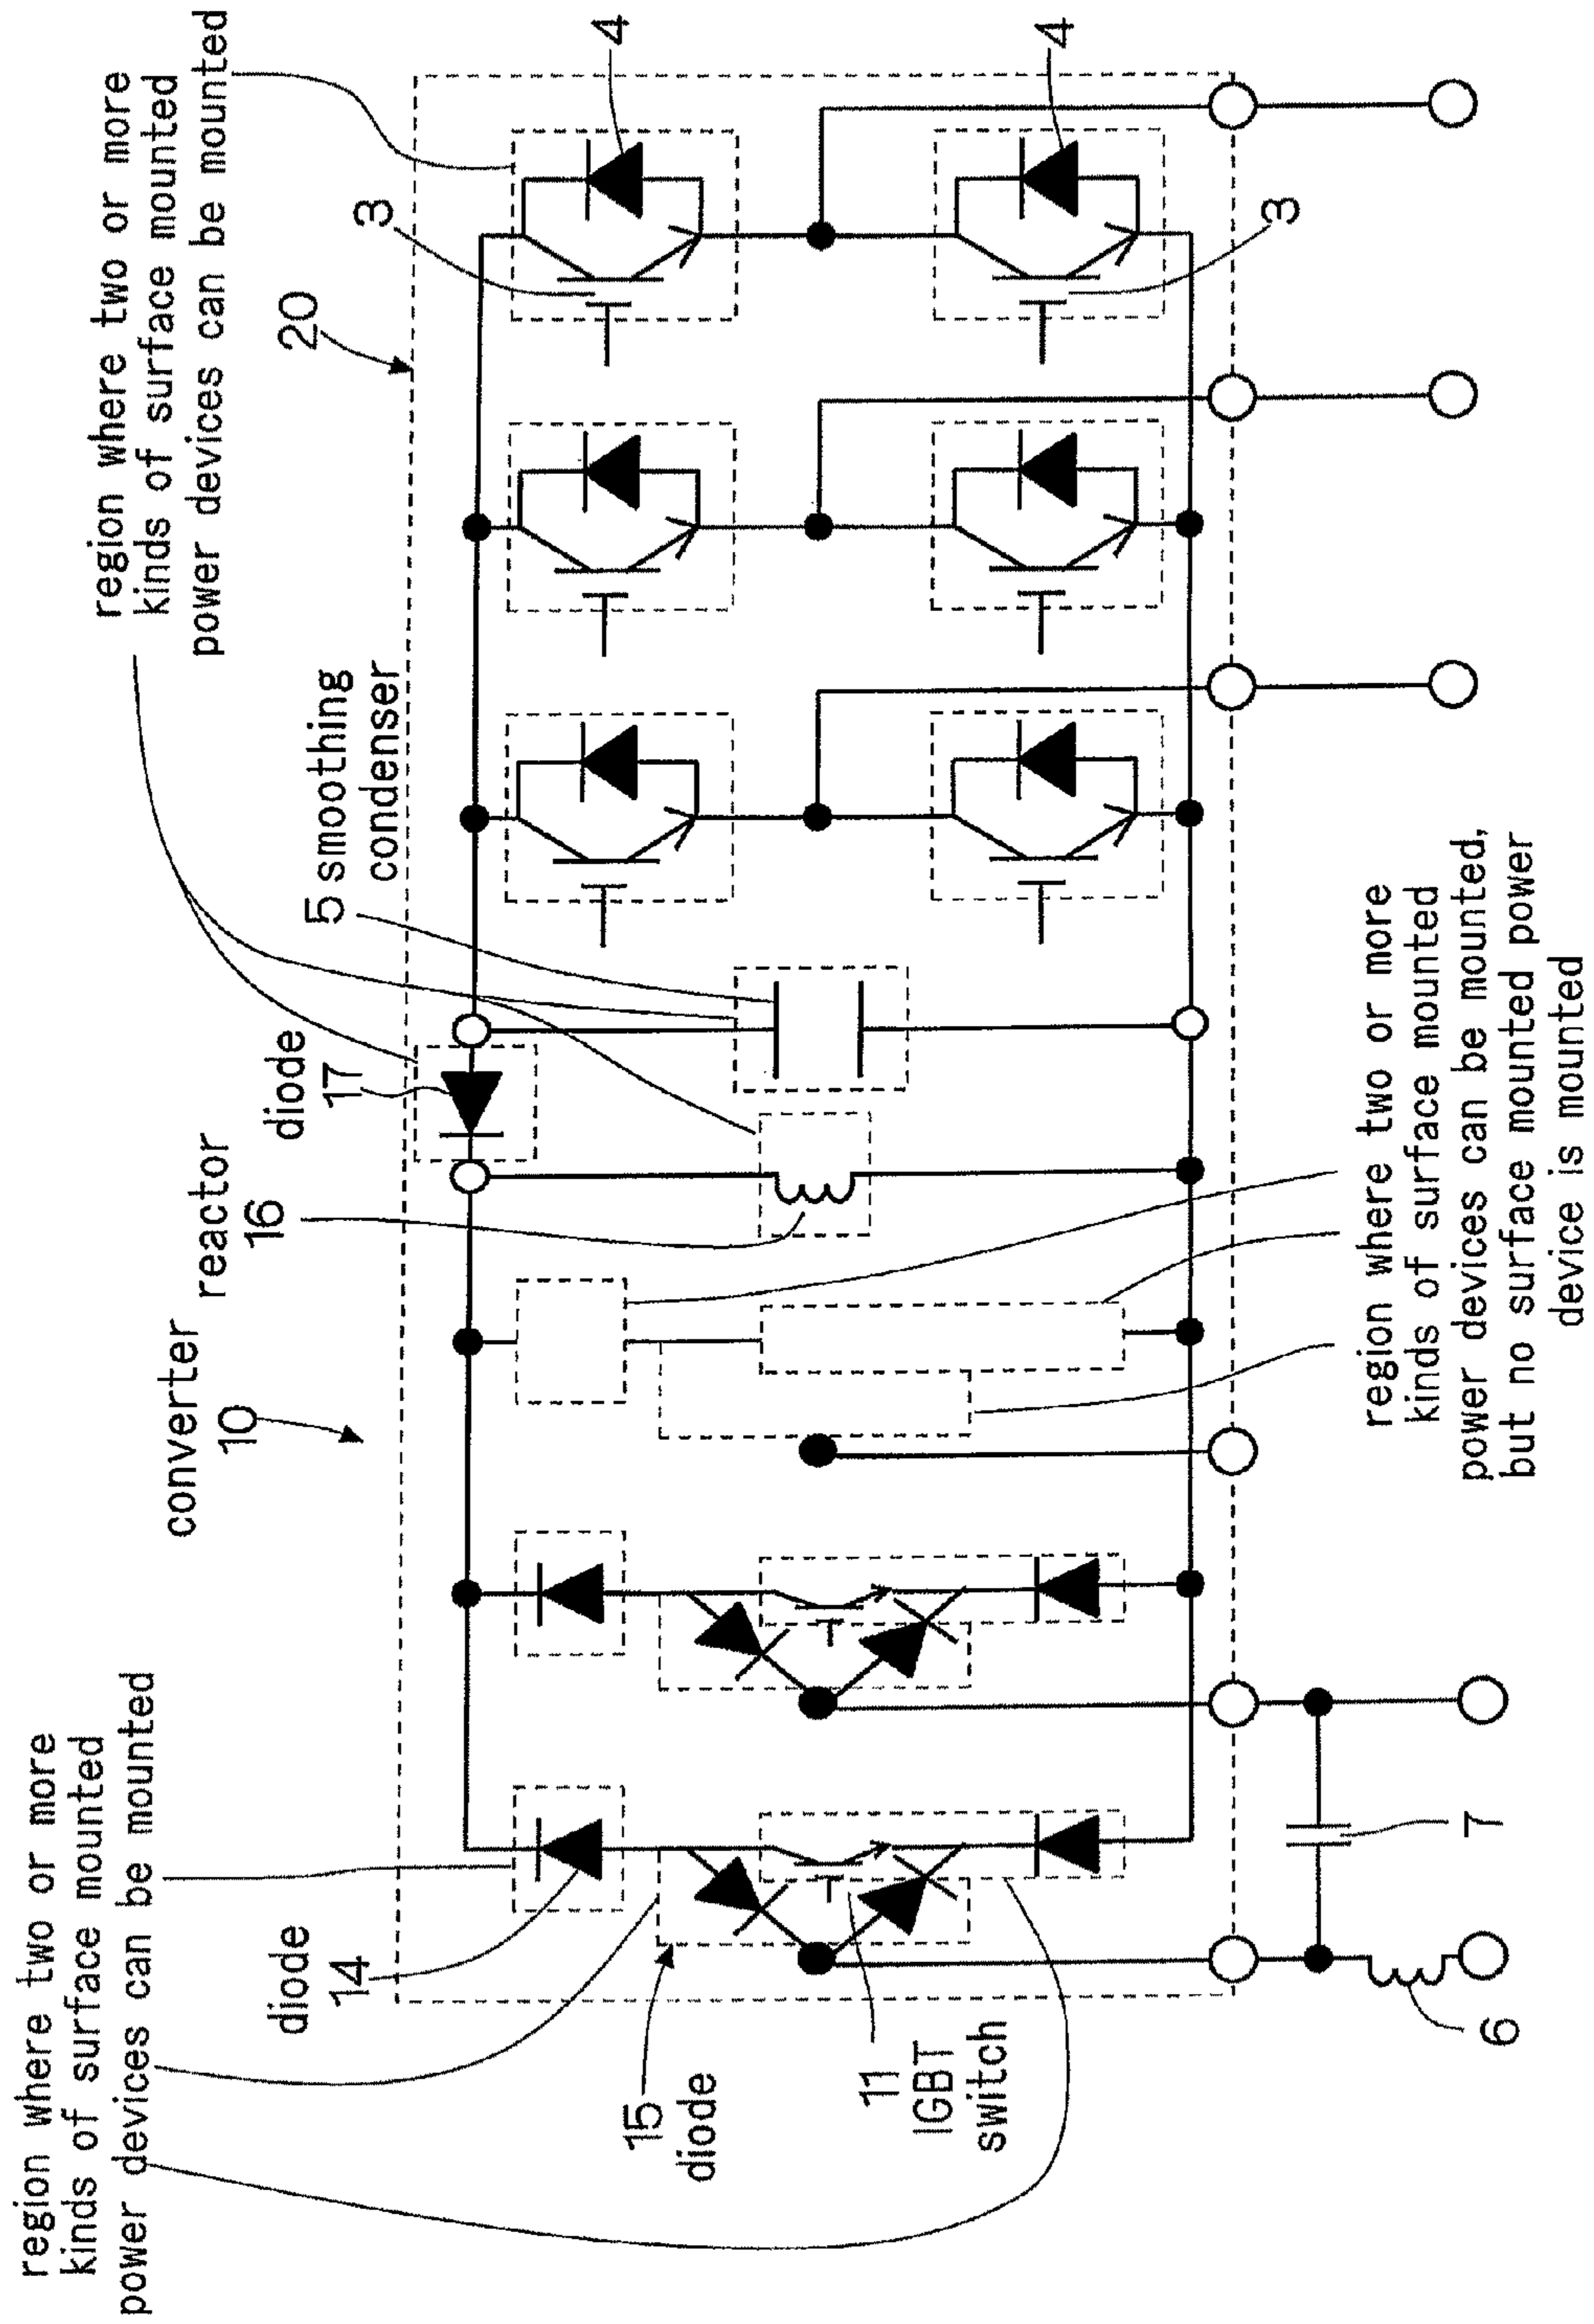 region where two or more
kinds of surface mounted
power devices can be mounted
region where two or more
kinds of surface mounted
power devices can be mounted
converter
10
reactor
16
diode
17
5 smoothing
condenser
20
3
4
4
3
diode
14
15
diode
11
IGBT
switch
6
7
region where two or more
kinds of surface mounted
power devices can be mounted,
but no surface mounted power
device is mounted